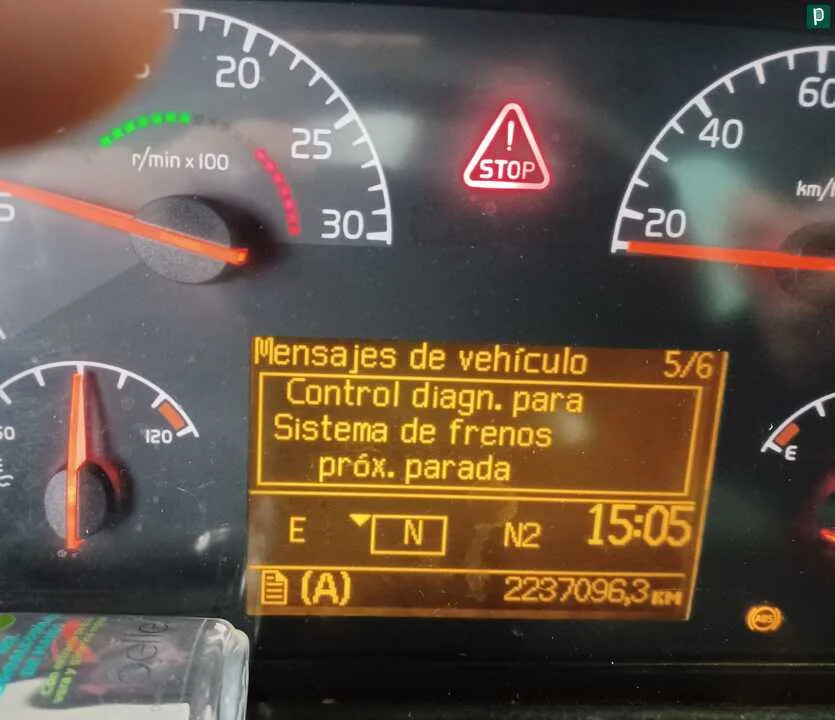 20
25
30
r/min x 100
STOP
20
40
60
km/h
Mensajes de vehículo 5/6
Control diagn. para
Sistema de frenos
próx. parada
E N N2 15:05
(A) 2237096,3 KM
120
E
ABS